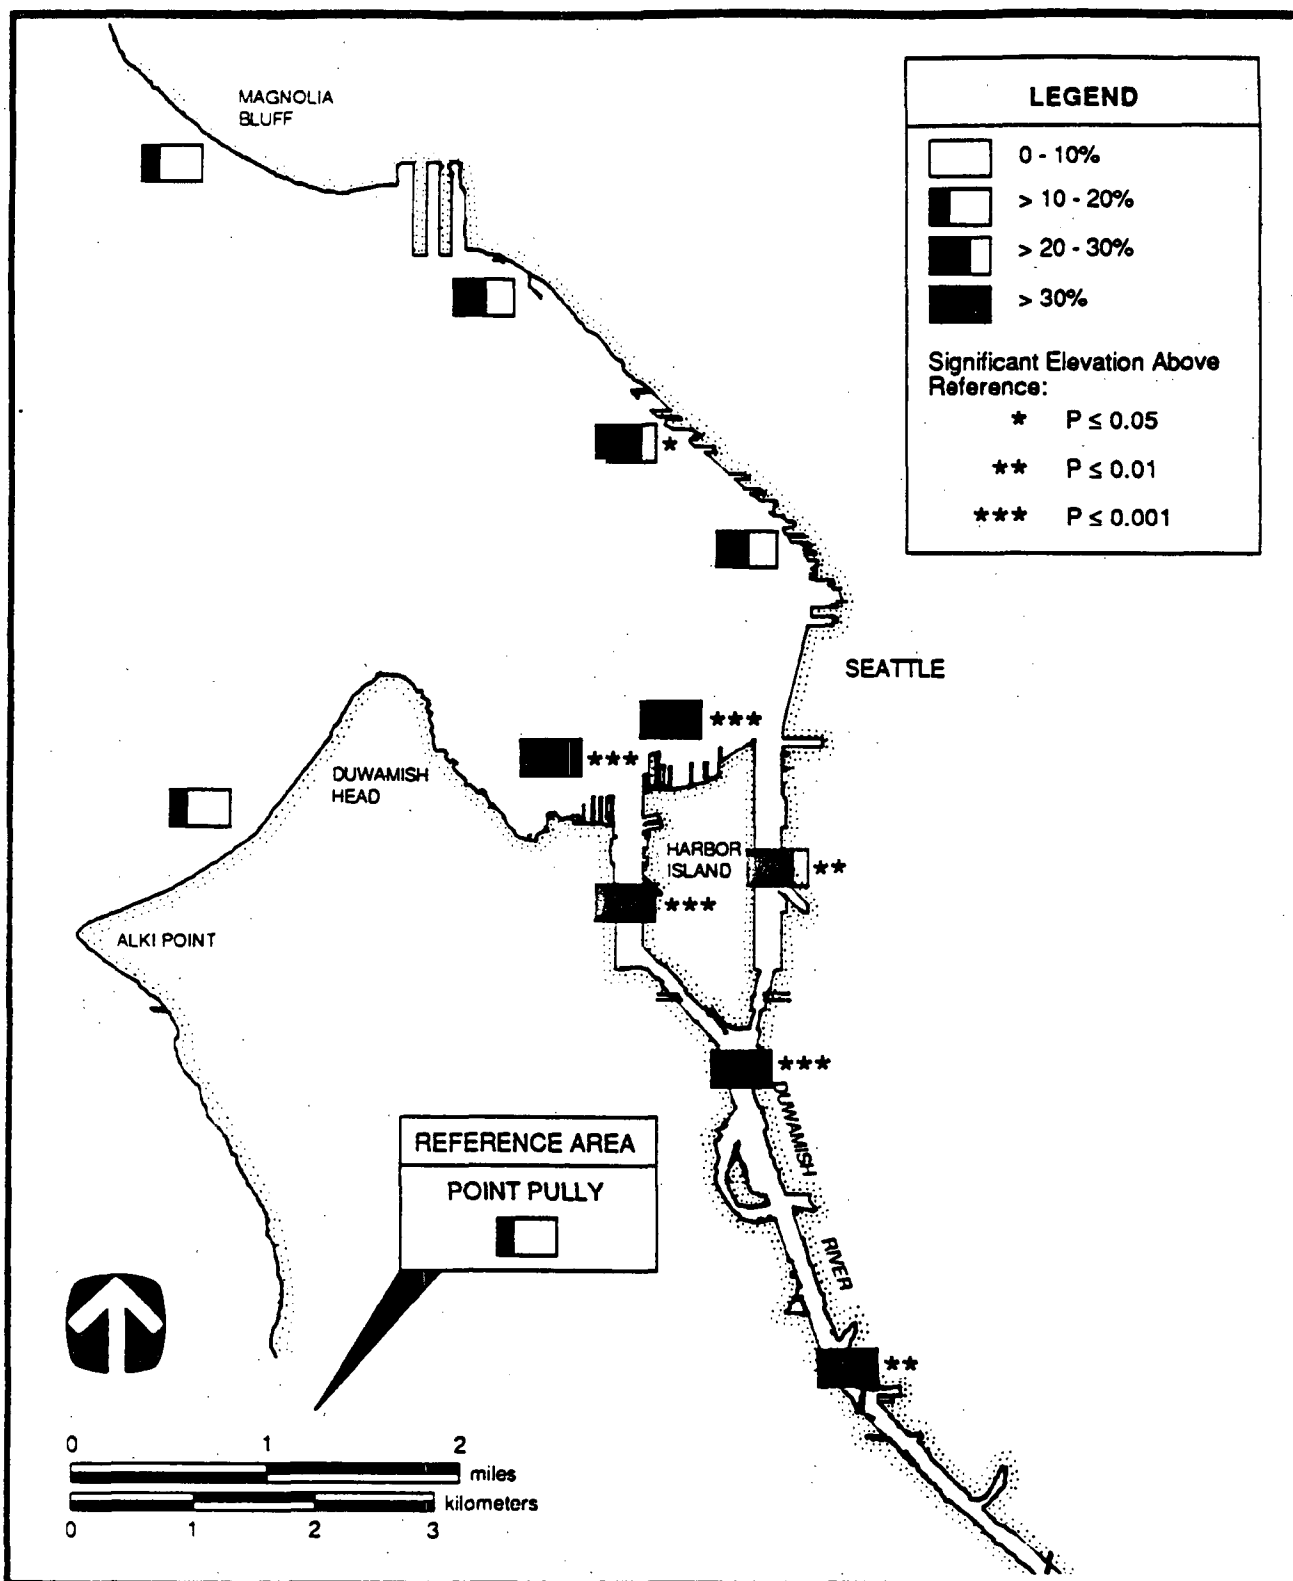 MAGNOLIA
BLUFF
LEGEND
0 - 10%
> 10 - 20%
> 20 - 30%
> 30%
Significant Elevation Above
Reference:
* P ≤ 0.05
** P ≤ 0.01
*** P ≤ 0.001
*
SEATTLE
***
***
DUWAMISH
HEAD
HARBOR
ISLAND
**
***
ALKI POINT
***
DUWAMISH
RIVER
REFERENCE AREA
POINT PULLY
**
0 1 2
miles
kilometers
0 1 2 3